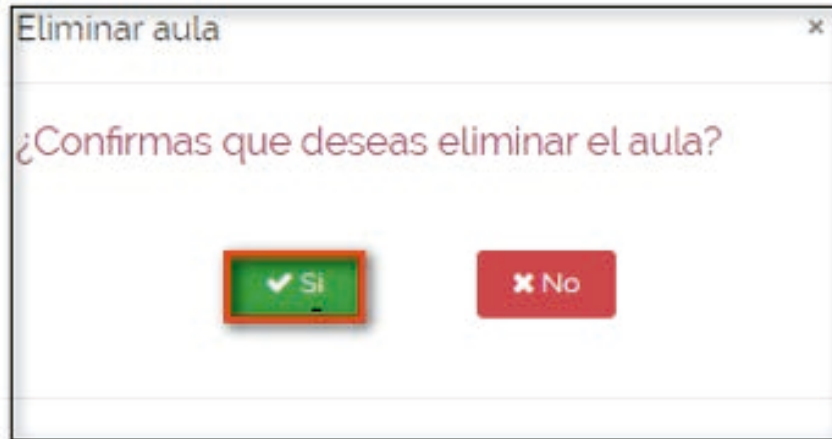 Eliminar aula ×
¿Confirmas que deseas eliminar el aula?
✔ Si ✖ No